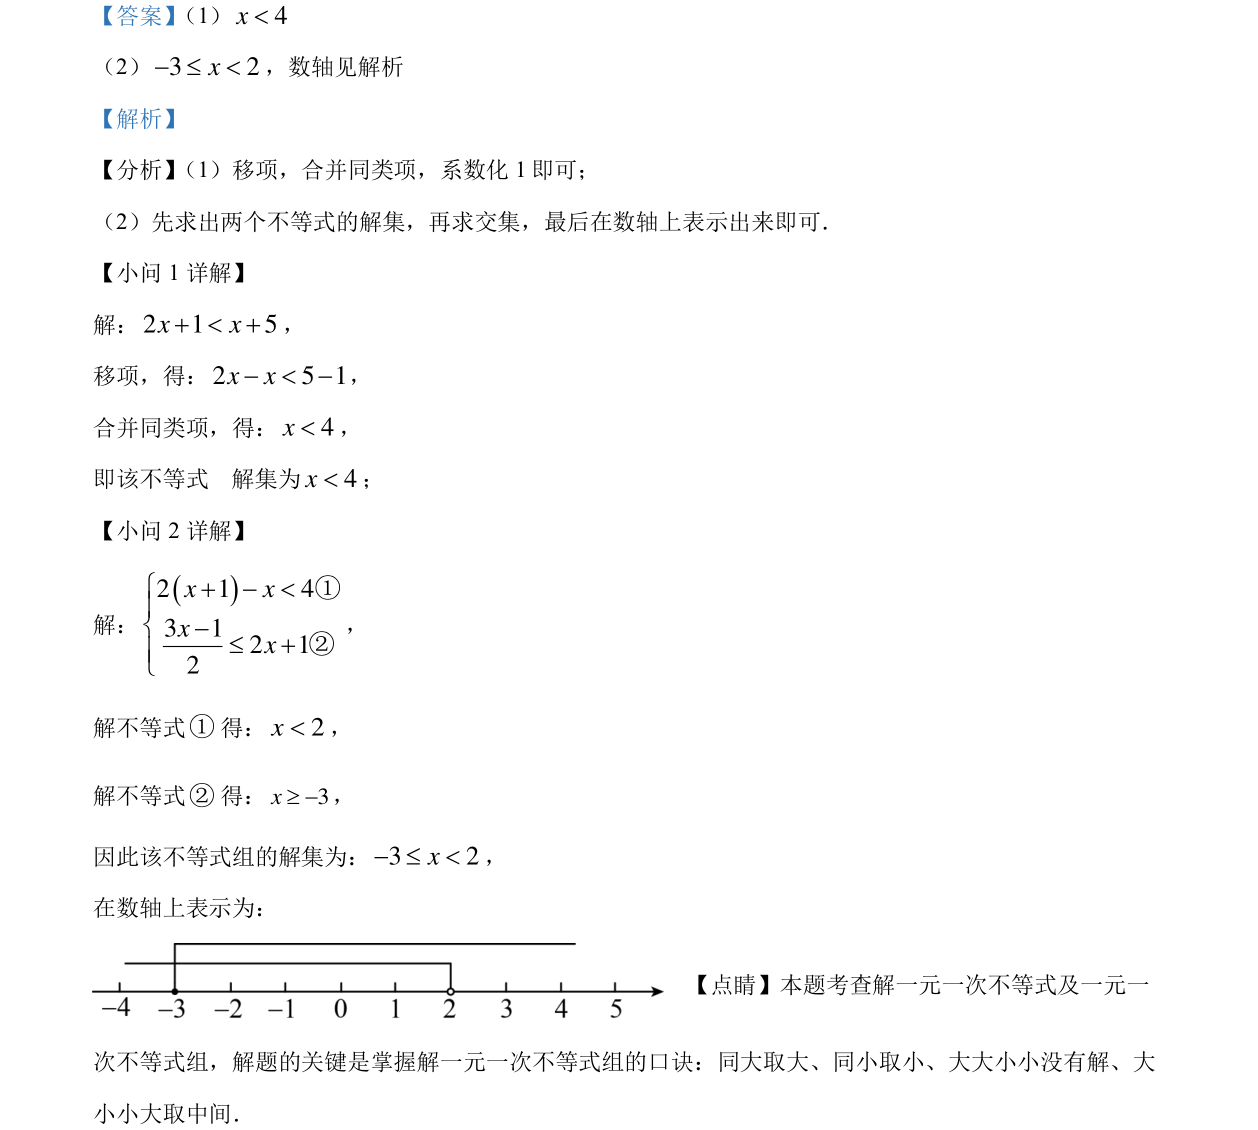 【答案】（1）x<4
（2）−3≤x<2，数轴见解析
【解析】
【分析】（1）移项，合并同类项，系数化 1 即可；
（2）先求出两个不等式的解集，再求交集，最后在数轴上表示出来即可．
【小问 1 详解】
解：2x+1<x+5，
移项，得：2x−x<5−1，
合并同类项，得：x<4，
即该不等式 解集为x<4；
【小问 2 详解】
解：{2(x+1)−x<4①
(3x−1)/2≤2x+1②，
解不等式①得：x<2，
解不等式②得：x≥−3，
因此该不等式组的解集为：−3≤x<2，
在数轴上表示为：
−4 −3 −2 −1 0 1 2 3 4 5
【点睛】本题考查解一元一次不等式及一元一
次不等式组，解题的关键是掌握解一元一次不等式组的口诀：同大取大、同小取小、大大小小没有解、大
小小大取中间．